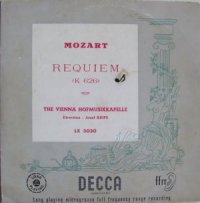 MOZART
REQUIEM
(K 626)
THE VIENNA HOFMUSIKKAPELLE
Direction : Josef KRIPS
LX 3030
DECCA
ffrr
Long playing microgroove full frequency range recording